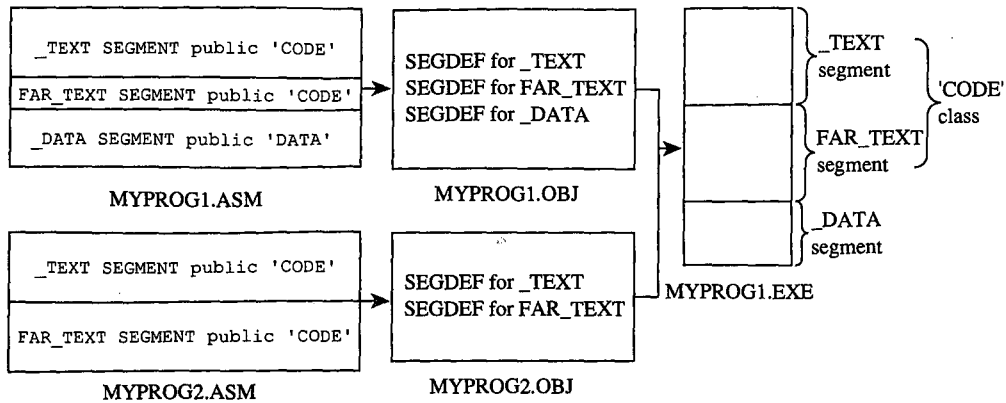 _TEXT SEGMENT public 'CODE'
FAR_TEXT SEGMENT public 'CODE'
_DATA SEGMENT public 'DATA'
MYPROG1.ASM
SEGDEF for _TEXT
SEGDEF for FAR_TEXT
SEGDEF for _DATA
MYPROG1.OBJ
_TEXT
segment
FAR_TEXT
segment
'CODE'
class
_DATA
segment
MYPROG1.EXE
_TEXT SEGMENT public 'CODE'
FAR_TEXT SEGMENT public 'CODE'
MYPROG2.ASM
SEGDEF for _TEXT
SEGDEF for FAR_TEXT
MYPROG2.OBJ